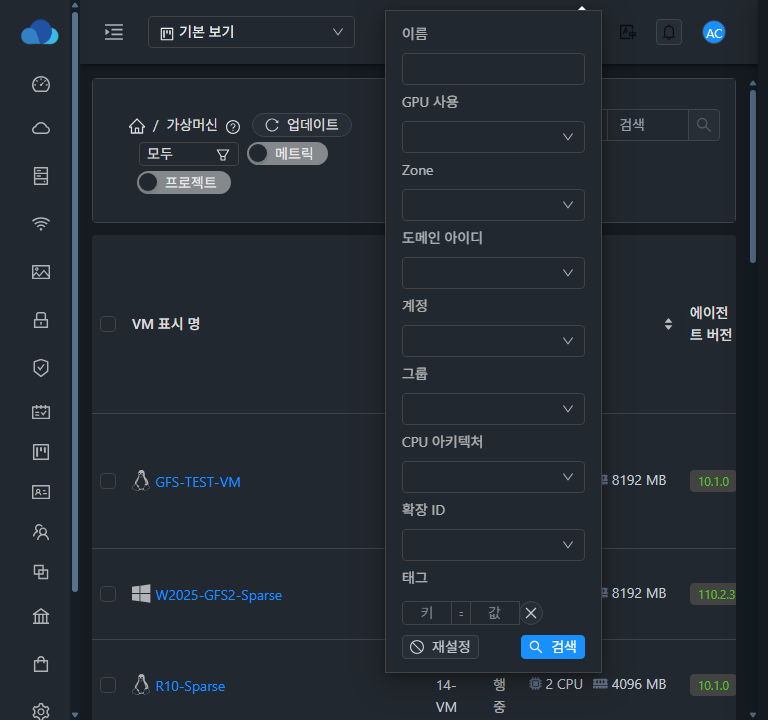 기본 보기
AC
/ 가상머신
업데이트
모두
메트릭
프로젝트
검색
이름
GPU 사용
Zone
도메인 아이디
계정
그룹
CPU 아키텍처
확장 ID
태그
키 = 값
재설정
검색
VM 표시 명
에이전
트 버전
GFS-TEST-VM
8192 MB
10.1.0
W2025-GFS2-Sparse
8192 MB
110.2.3
R10-Sparse
14-
VM
행
중
2 CPU
4096 MB
10.1.0